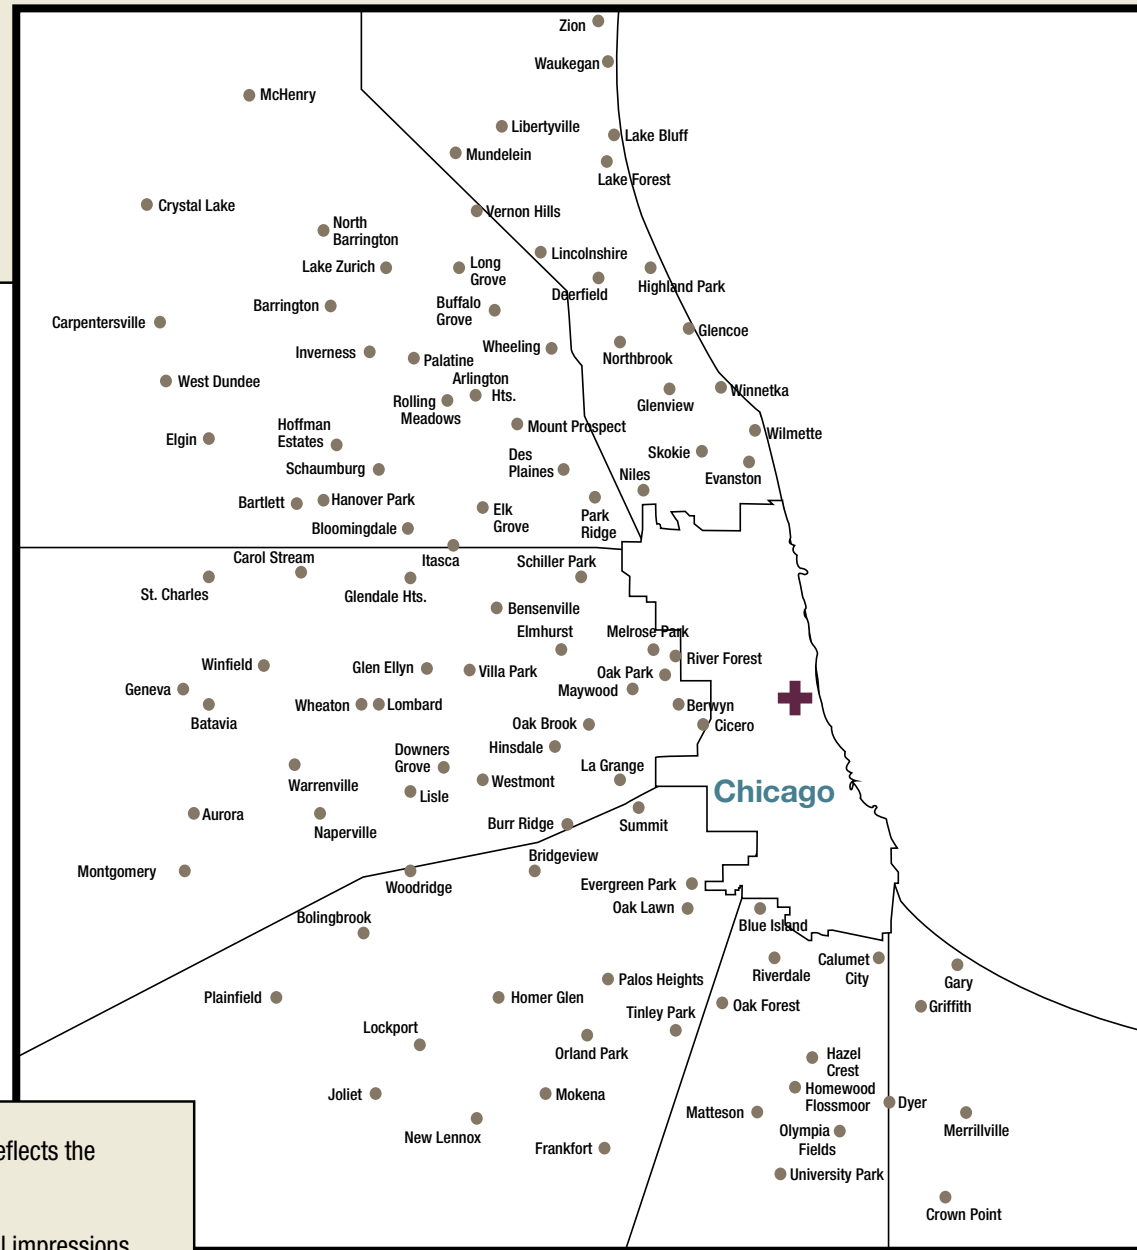 Zion
Waukegan
McHenry
Libertyville
Lake Bluff
Mundelein
Lake Forest
Crystal Lake
Vernon Hills
North
Barrington
Lincolnshire
Lake Zurich
Long
Grove
Highland Park
Deerfield
Barrington
Buffalo
Grove
Carpentersville
Glencoe
Wheeling
Inverness
Palatine
Northbrook
West Dundee
Arlington
Hts.
Winnetka
Rolling
Meadows
Glenview
Hoffman
Estates
Mount Prospect
Wilmette
Elgin
Skokie
Des
Plaines
Schaumburg
Niles
Evanston
Bartlett
Hanover Park
Elk
Grove
Park
Ridge
Bloomingdale
Itasca
Carol Stream
Schiller Park
St. Charles
Glendale Hts.
Bensenville
Elmhurst
Melrose Park
River Forest
Winfield
Glen Ellyn
Villa Park
Oak Park
Geneva
Maywood
Batavia
Wheaton
Lombard
Berwyn
Oak Brook
Cicero
Hinsdale
Downers
Grove
La Grange
Warrenville
Westmont
Lisle
Chicago
Aurora
Naperville
Burr Ridge
Summit
Bridgeview
Montgomery
Woodridge
Evergreen Park
Oak Lawn
Bolingbrook
Blue Island
Riverdale
Calumet
City
Gary
Palos Heights
Plainfield
Homer Glen
Oak Forest
Griffith
Tinley Park
Lockport
Orland Park
Hazel
Crest
Joliet
Mokena
Homewood
Flossmoor
Dyer
Matteson
Merrillville
New Lennox
Olympia
Fields
Frankfort
University Park
Crown Point
eflects the
impressions